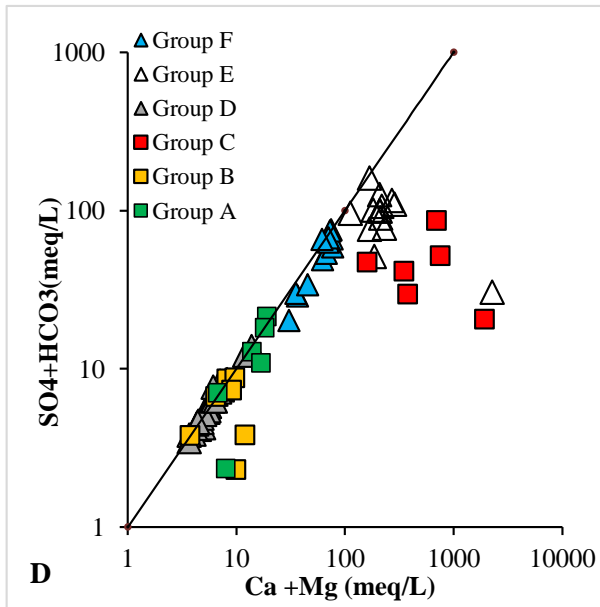 1000
100
10
1
SO4+HCO3(meq/L)
Group F
Group E
Group D
Group C
Group B
Group A
1 10 100 1000 10000
D
Ca +Mg (meq/L)